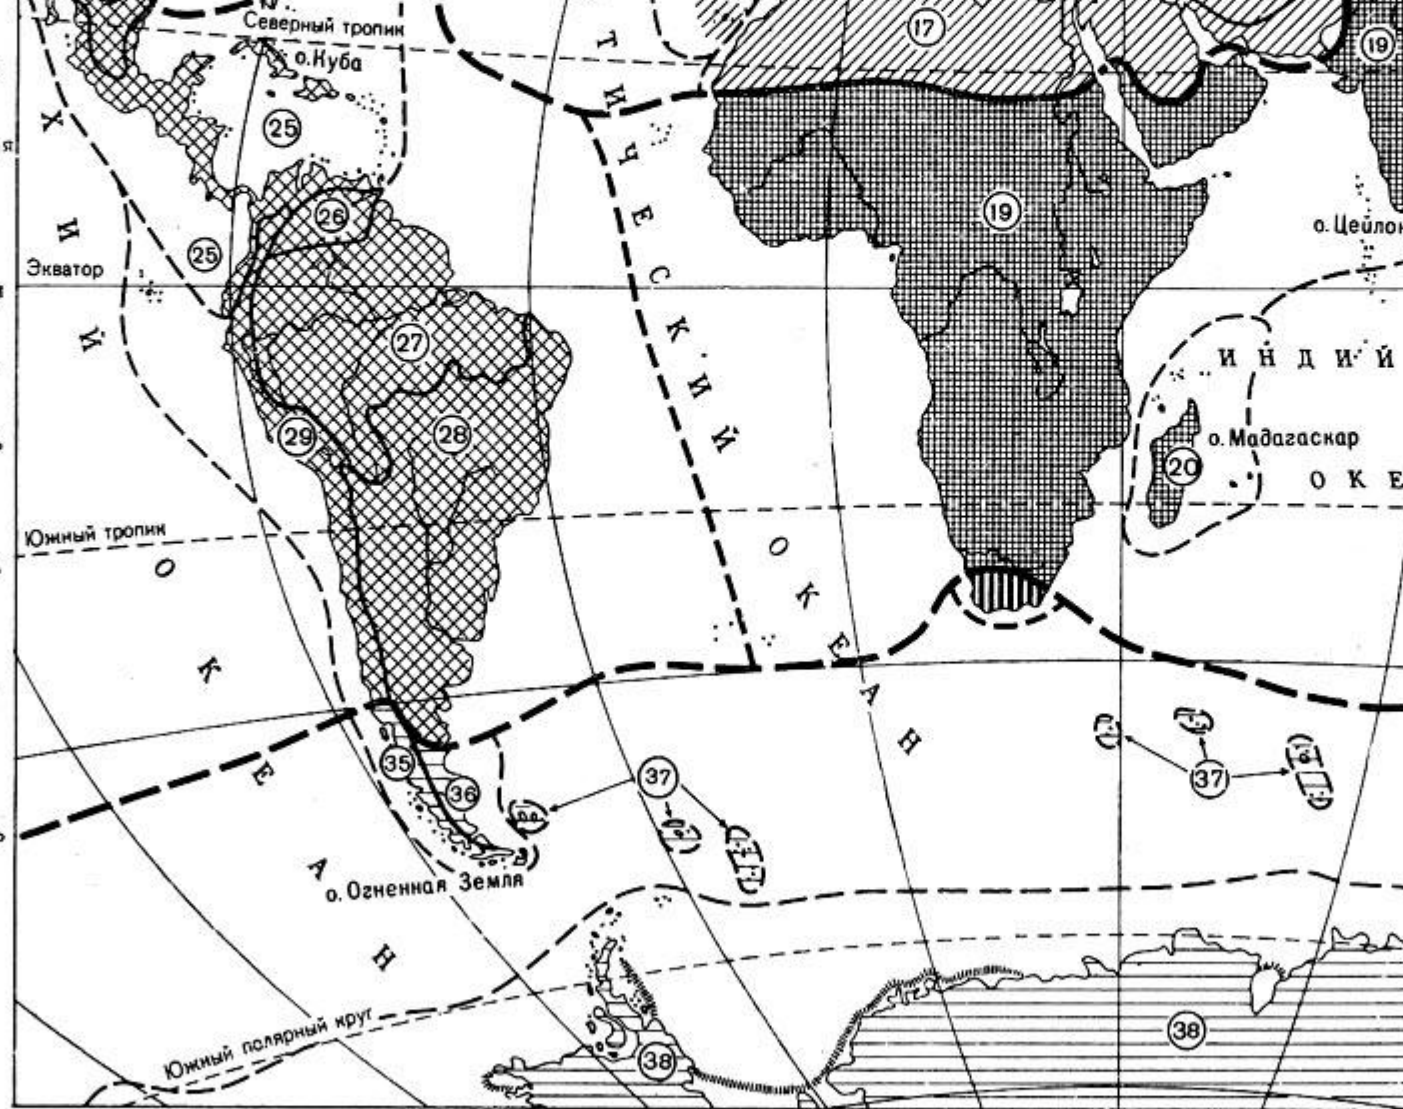 Северный тропик
17
19
о. Куба
Х
И
Й
25
Т
И
Ч
Е
С
К
И
Й
26
19
о. Цейлон
25
Экватор
27
И Н Д И Й
29
28
о. Мадагаскар
20
О К Е
Южный тропик
О
К
Е
А
Н
О
К
Е
А
Н
35
36
37
37
о. Огненная Земля
Южный полярный круг
38
38